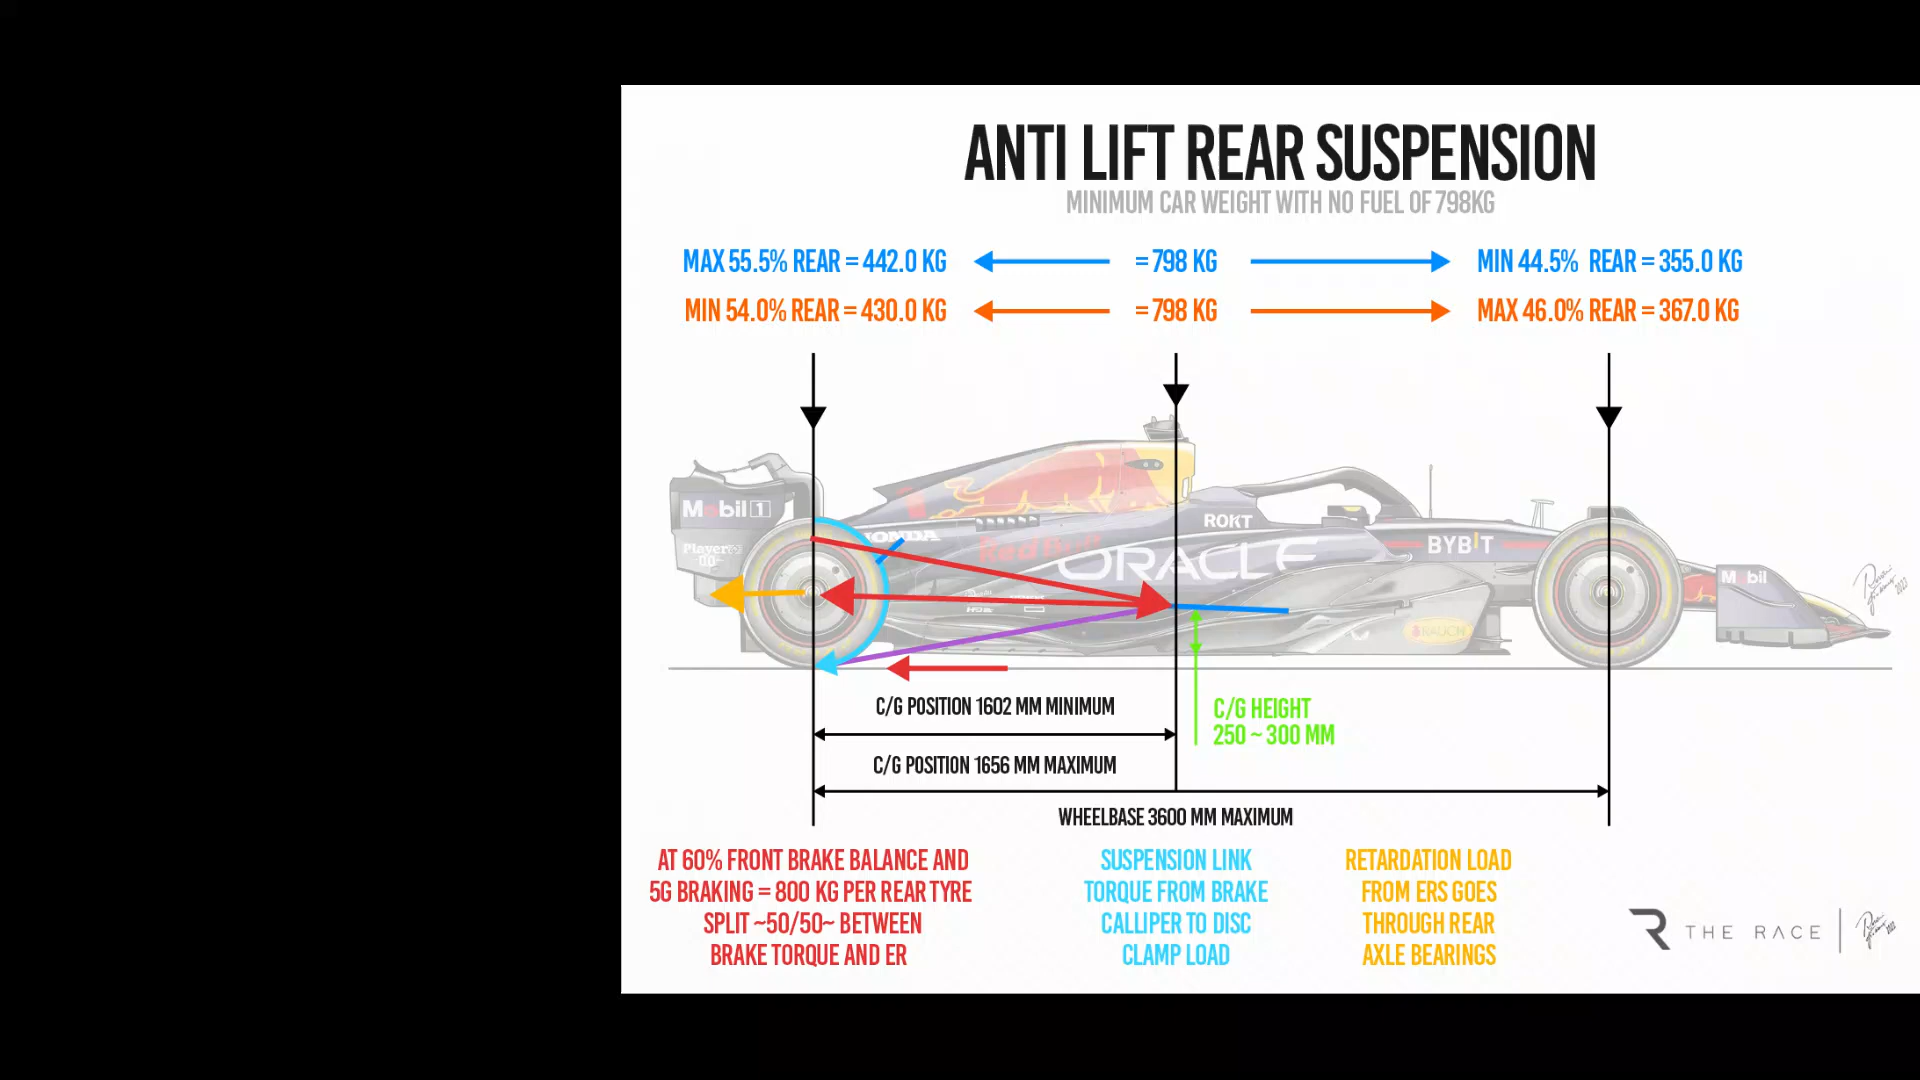 ANTI LIFT REAR SUSPENSION
MINIMUM CAR WEIGHT WITH NO FUEL OF 798KG
MAX 55.5% REAR = 442.0 KG
= 798 KG
MIN 44.5% REAR = 355.0 KG
MIN 54.0% REAR = 430.0 KG
= 798 KG
MAX 46.0% REAR = 367.0 KG
Mobil 1
HONDA
Red Bull
ORACLE
ROKT
BYBIT
Mobil
RAUCH
C/G POSITION 1602 MM MINIMUM
C/G HEIGHT
250 ~ 300 MM
C/G POSITION 1656 MM MAXIMUM
WHEELBASE 3600 MM MAXIMUM
AT 60% FRONT BRAKE BALANCE AND
5G BRAKING = 800 KG PER REAR TYRE
SPLIT ~50/50~ BETWEEN
BRAKE TORQUE AND ER
SUSPENSION LINK
TORQUE FROM BRAKE
CALLIPER TO DISC
CLAMP LOAD
RETARDATION LOAD
FROM ERS GOES
THROUGH REAR
AXLE BEARINGS
THE RACE